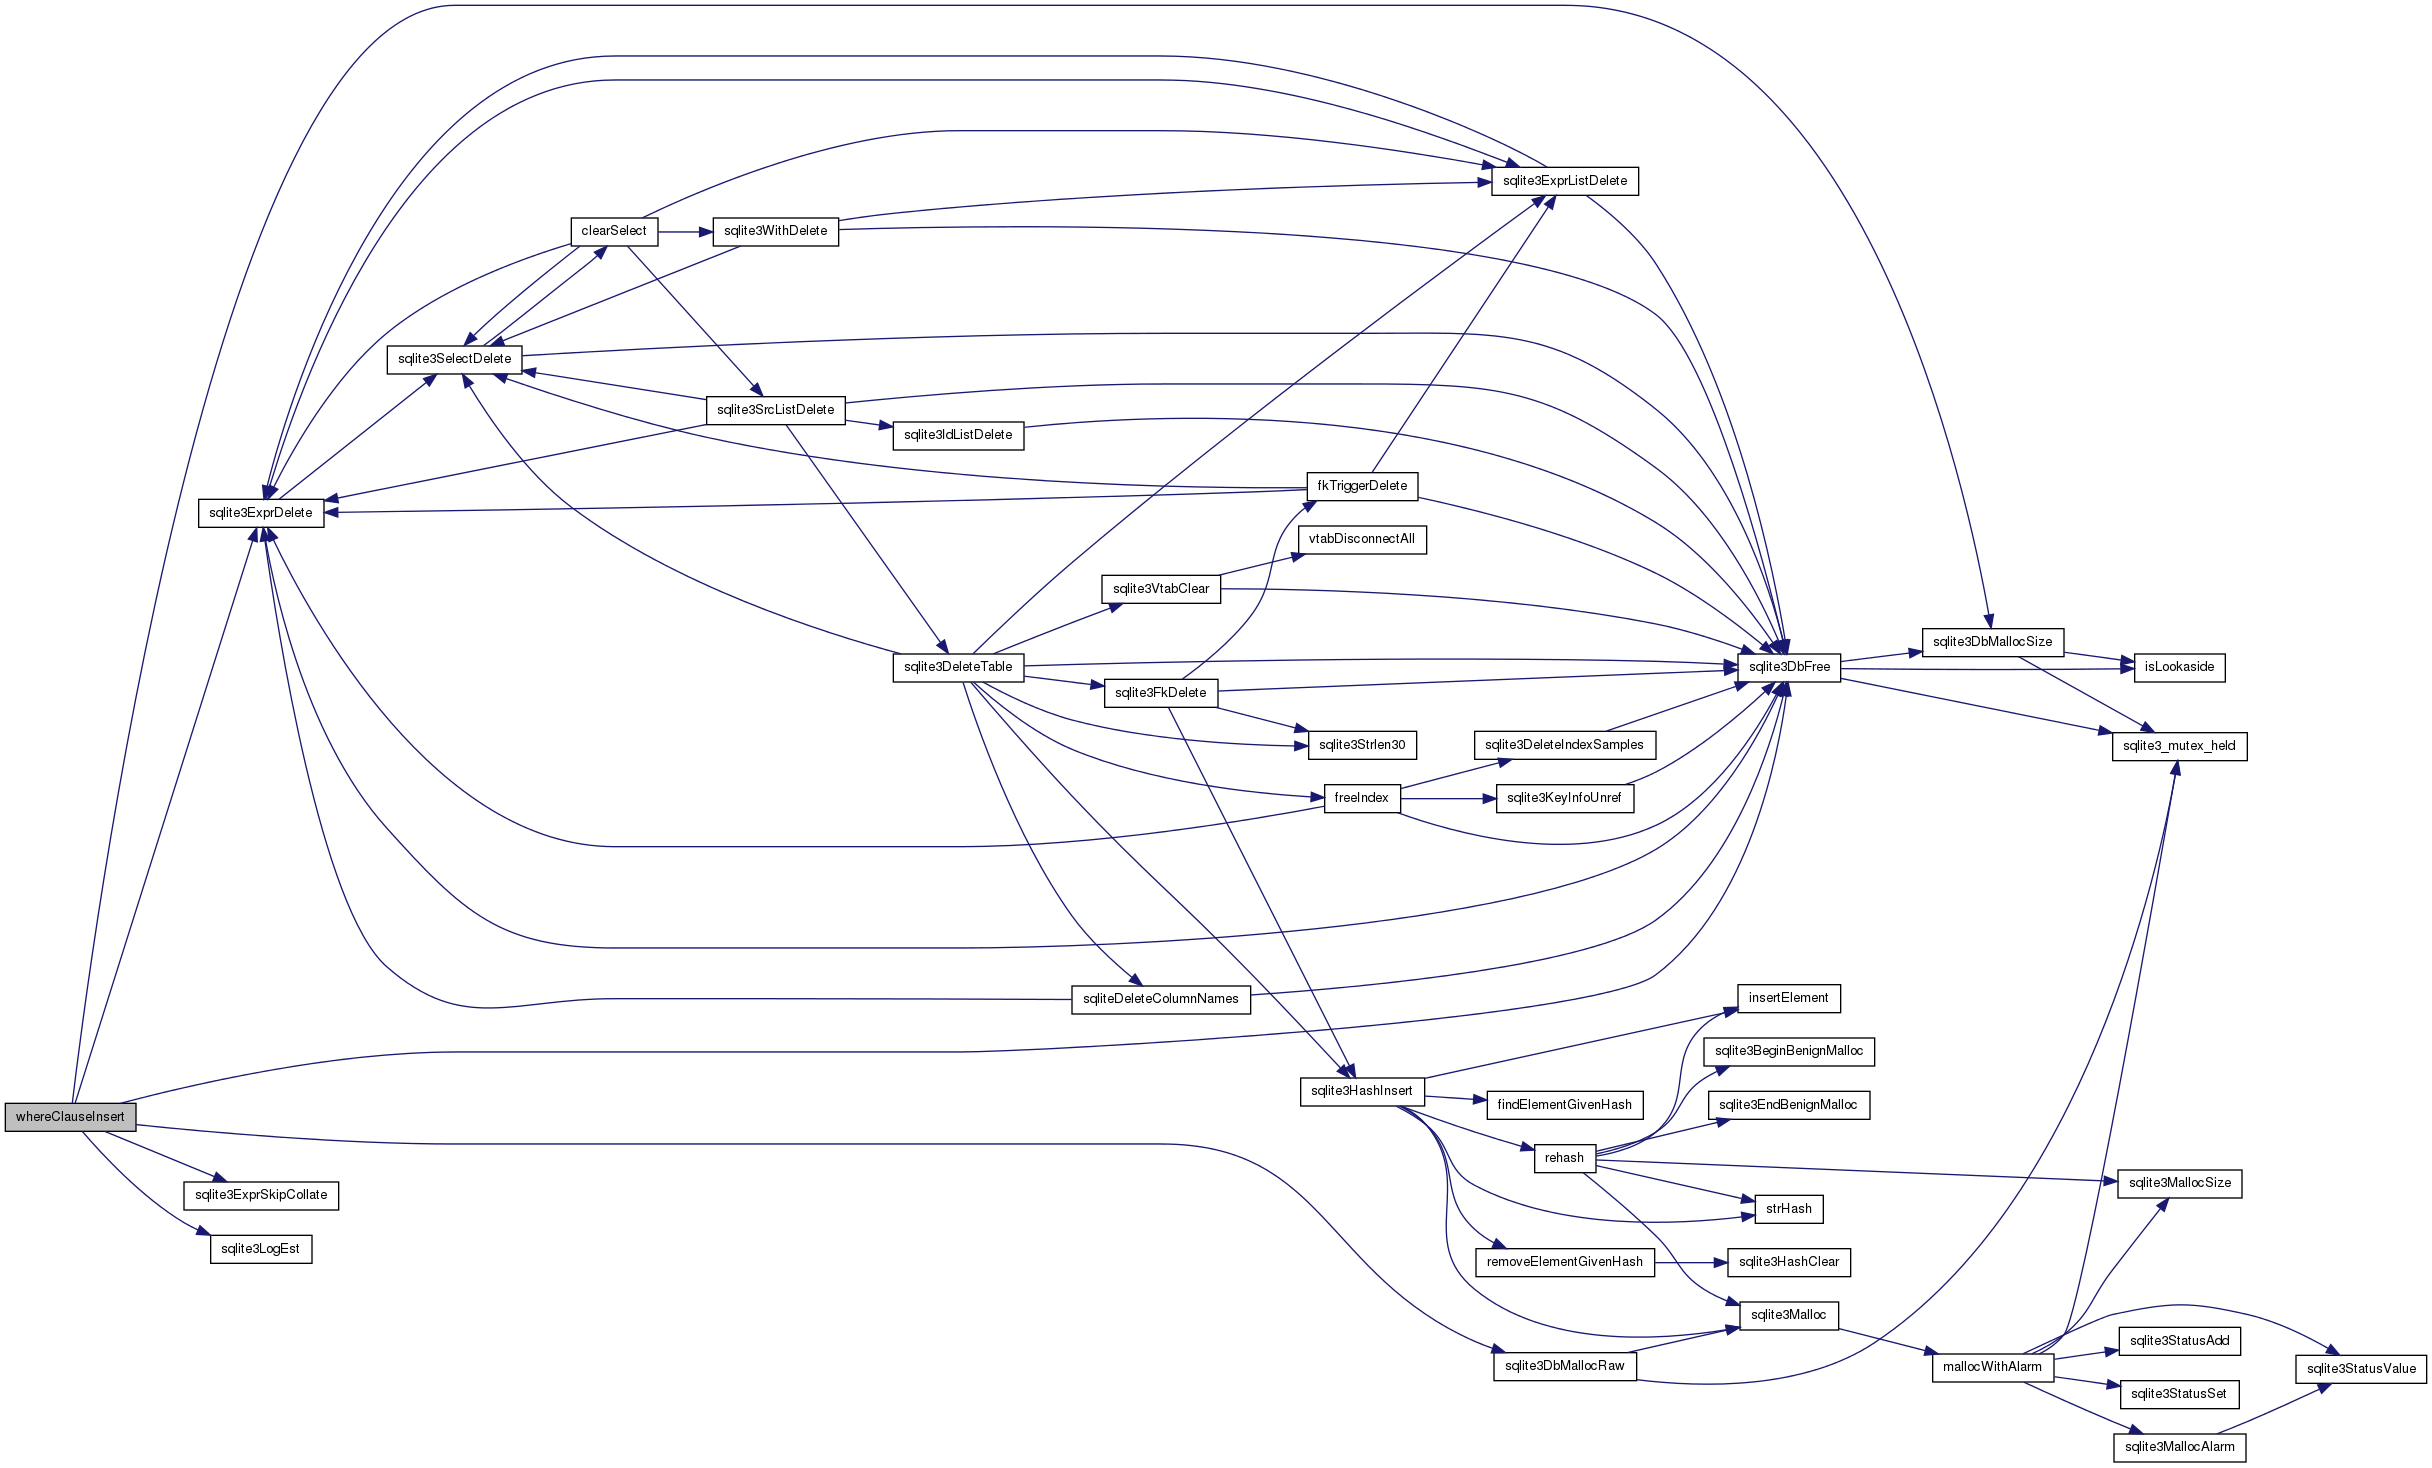 sqlite3ExprListDelete
clearSelect
sqlite3WithDelete
sqlite3SelectDelete
sqlite3SrcListDelete
sqlite3IdListDelete
fkTriggerDelete
sqlite3ExprDelete
vtabDisconnectAll
sqlite3VtabClear
sqlite3DbMallocSize
sqlite3DeleteTable
sqlite3DbFree
isLookaside
sqlite3FkDelete
sqlite3Strlen30
sqlite3DeleteIndexSamples
sqlite3_mutex_held
freeIndex
sqlite3KeyInfoUnref
sqliteDeleteColumnNames
insertElement
sqlite3BeginBenignMalloc
sqlite3HashInsert
findElementGivenHash
sqlite3EndBenignMalloc
whereClauseInsert
rehash
sqlite3MallocSize
sqlite3ExprSkipCollate
strHash
sqlite3LogEst
removeElementGivenHash
sqlite3HashClear
sqlite3Malloc
sqlite3StatusAdd
sqlite3DbMallocRaw
mallocWithAlarm
sqlite3StatusValue
sqlite3StatusSet
sqlite3MallocAlarm